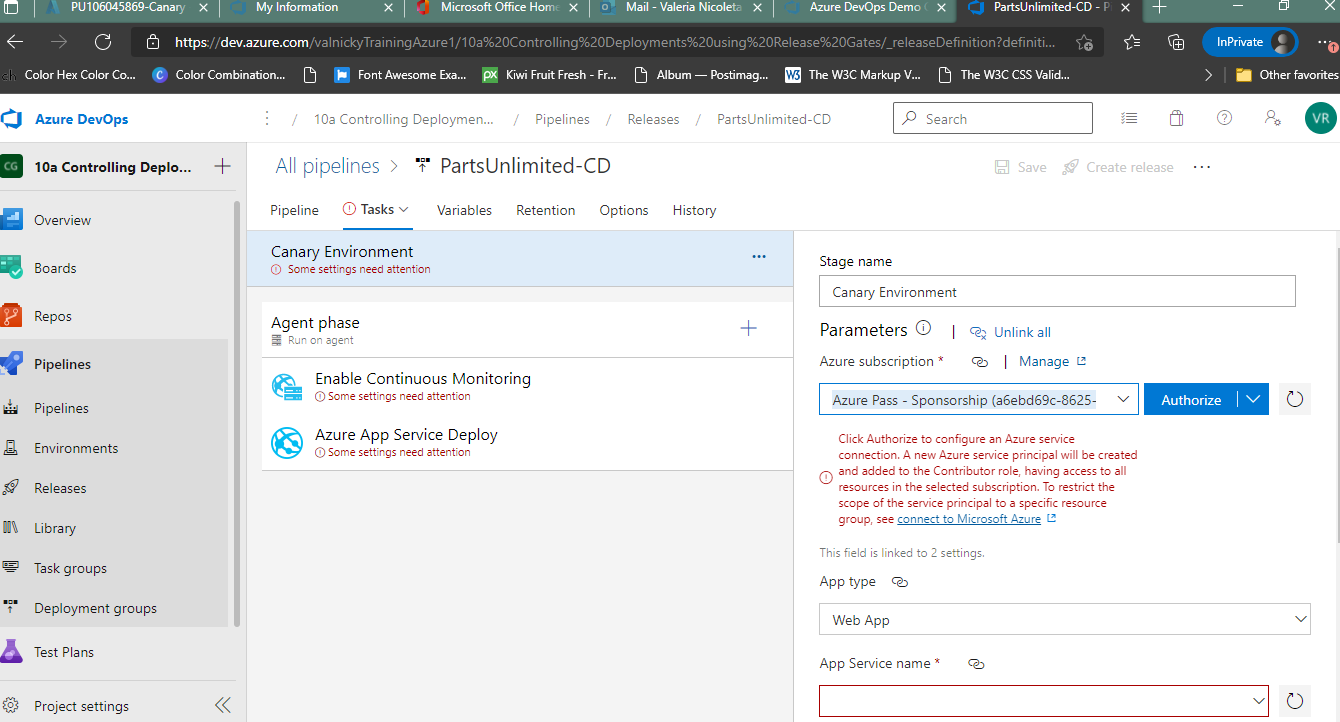 PU106045869-Canary
My Information
Microsoft Office Home
Mail - Valeria Nicoleta
Azure DevOps Demo
PartsUnlimited-CD - P
https://dev.azure.com/valnickyTrainingAzure1/10a%20Controlling%20Deployments%20using%20Release%20Gates/_releaseDefinition?definiti...
InPrivate
Color Hex Color Co...
Color Combination...
Font Awesome Exa...
Kiwi Fruit Fresh - Fr...
Album — Postimag...
The W3C Markup V...
The W3C CSS Valid...
Other favorites
Azure DevOps
/ 10a Controlling Deploymen... / Pipelines / Releases / PartsUnlimited-CD
Search
VR
CG
10a Controlling Deplo...
All pipelines > PartsUnlimited-CD
Save
Create release
Overview
Boards
Repos
Pipelines
Pipelines
Environments
Releases
Library
Task groups
Deployment groups
Test Plans
Project settings
Pipeline
Tasks
Variables
Retention
Options
History
Canary Environment
Some settings need attention
Agent phase
Run on agent
Enable Continuous Monitoring
Some settings need attention
Azure App Service Deploy
Some settings need attention
Stage name
Canary Environment
Parameters | Unlink all
Azure subscription * | Manage
Azure Pass - Sponsorship (a6ebd69c-8625-
Authorize
Click Authorize to configure an Azure service
connection. A new Azure service principal will be created
and added to the Contributor role, having access to all
resources in the selected subscription. To restrict the
scope of the service principal to a specific resource
group, see connect to Microsoft Azure
This field is linked to 2 settings.
App type
Web App
App Service name *